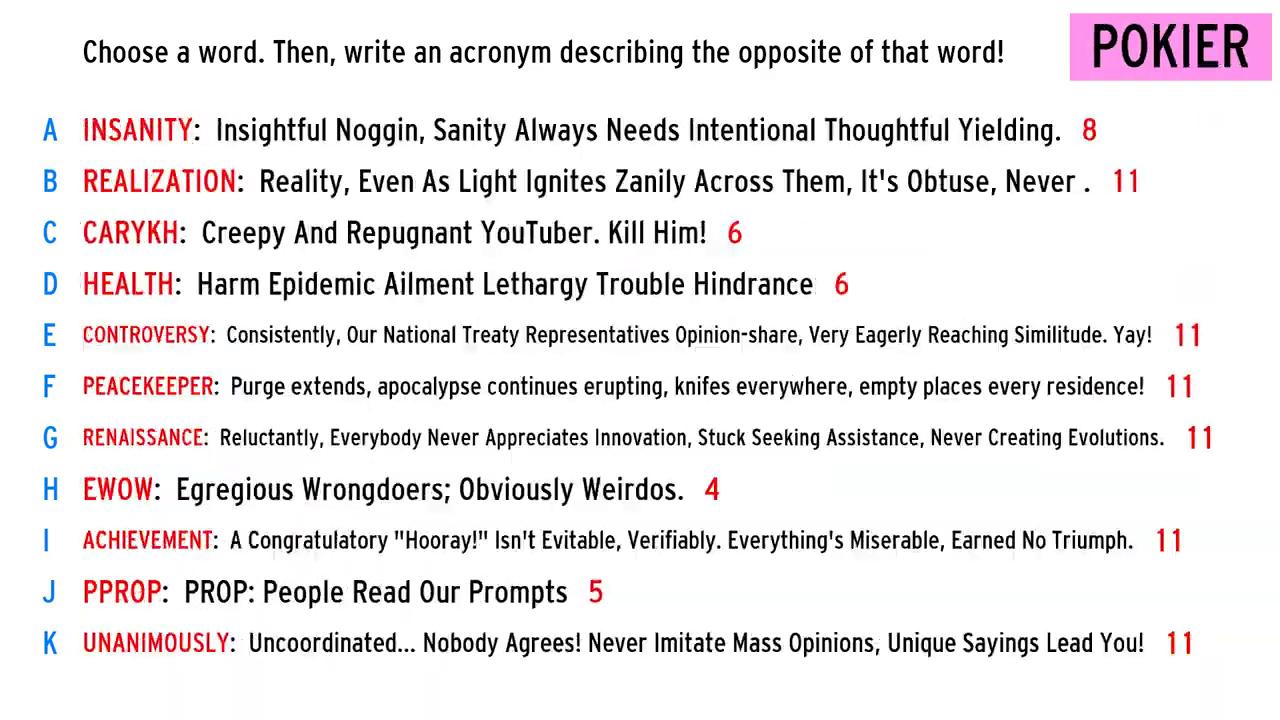 Choose a word. Then, write an acronym describing the opposite of that word! POKIER
A INSANITY: Insightful Noggin, Sanity Always Needs Intentional Thoughtful Yielding. 8
B REALIZATION: Reality, Even As Light Ignites Zanily Across Them, It's Obtuse, Never . 11
C CARYKH: Creepy And Repugnant YouTuber. Kill Him! 6
D HEALTH: Harm Epidemic Ailment Lethargy Trouble Hindrance 6
E CONTROVERSY: Consistently, Our National Treaty Representatives Opinion-share, Very Eagerly Reaching Similitude. Yay! 11
F PEACEKEEPER: Purge extends, apocalypse continues erupting, knifes everywhere, empty places every residence! 11
G RENAISSANCE: Reluctantly, Everybody Never Appreciates Innovation, Stuck Seeking Assistance, Never Creating Evolutions. 11
H EWOW: Egregious Wrongdoers; Obviously Weirdos. 4
I ACHIEVEMENT: A Congratulatory "Hooray!" Isn't Evitable, Verifiably. Everything's Miserable, Earned No Triumph. 11
J PPROP: PROP: People Read Our Prompts 5
K UNANIMOUSLY: Uncoordinated... Nobody Agrees! Never Imitate Mass Opinions, Unique Sayings Lead You! 11